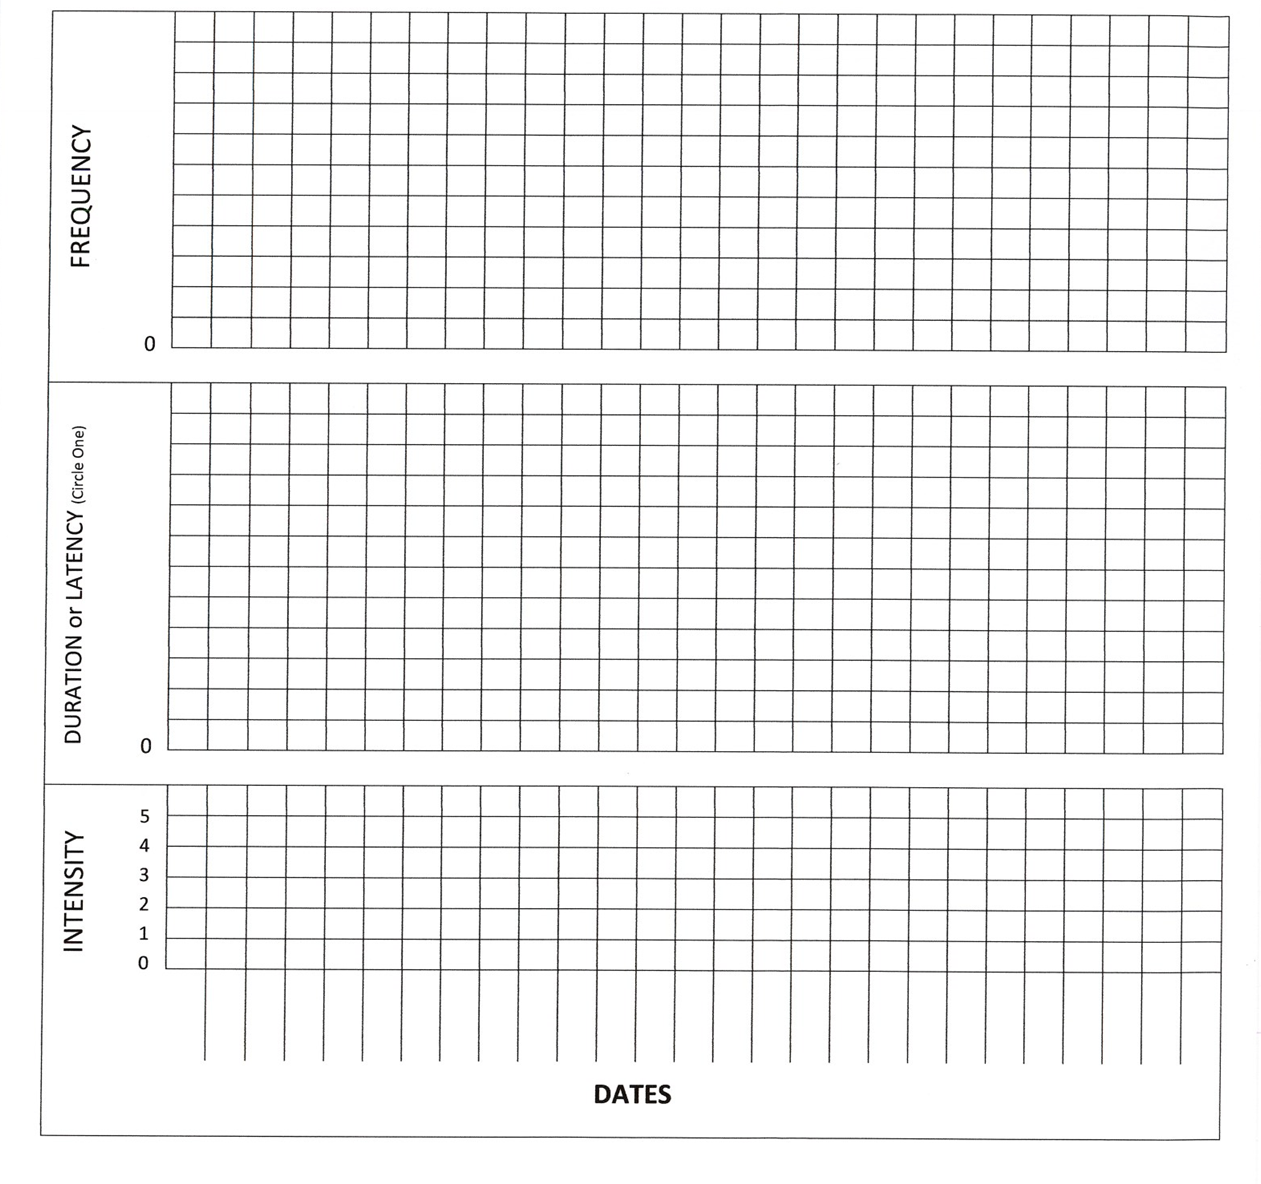 FREQUENCY
0
DURATION or LATENCY (Circle One)
0
INTENSITY
5
4
3
2
1
0
DATES